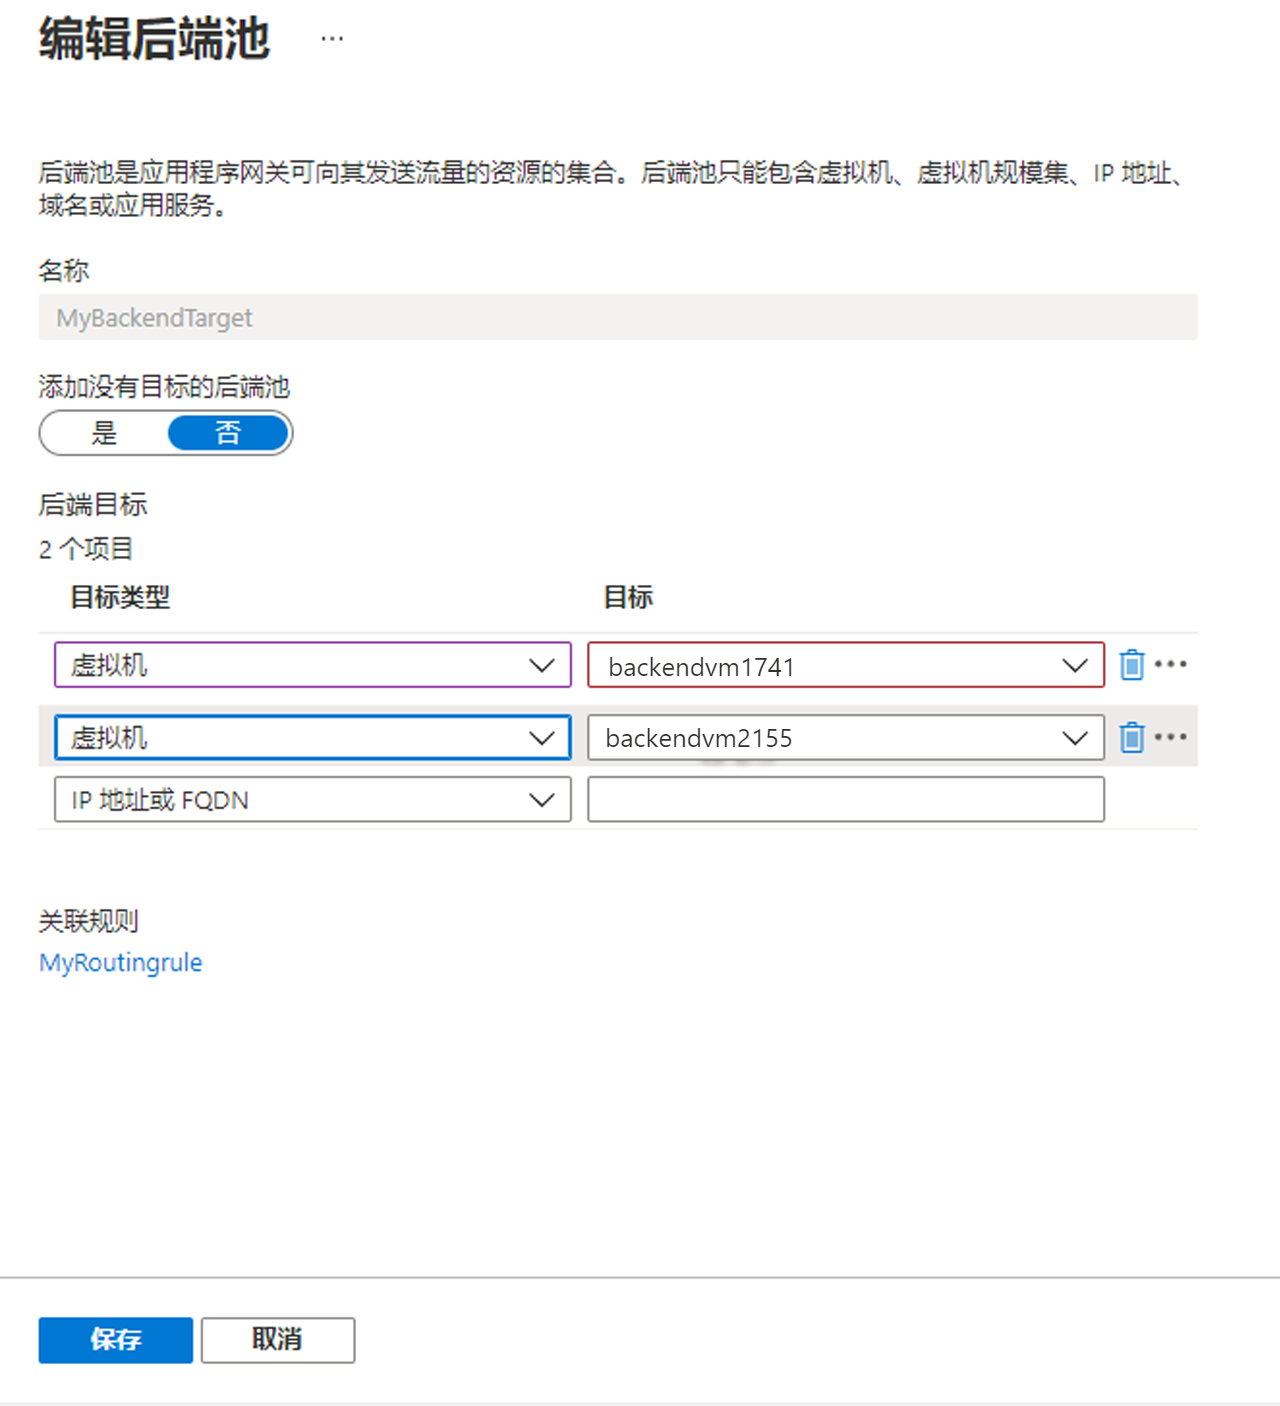 编辑后端池 ...
后端池是应用程序网关可向其发送流量的资源的集合。后端池只能包含虚拟机、虚拟机规模集、IP 地址、
域名或应用服务。
名称
MyBackendTarget
添加没有目标的后端池
是 否
后端目标
2 个项目
目标类型 目标
虚拟机 backendvm1741
虚拟机 backendvm2155
IP 地址或 FQDN
关联规则
MyRoutingrule
保存 取消